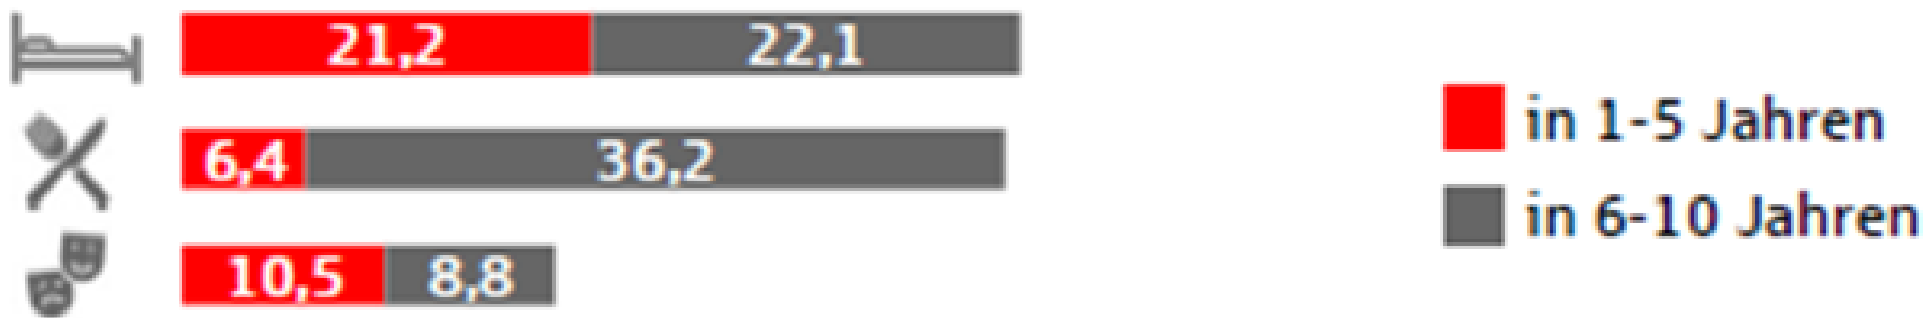 21,2 22,1
6,4 36,2
10,5 8,8
in 1-5 Jahren
in 6-10 Jahren